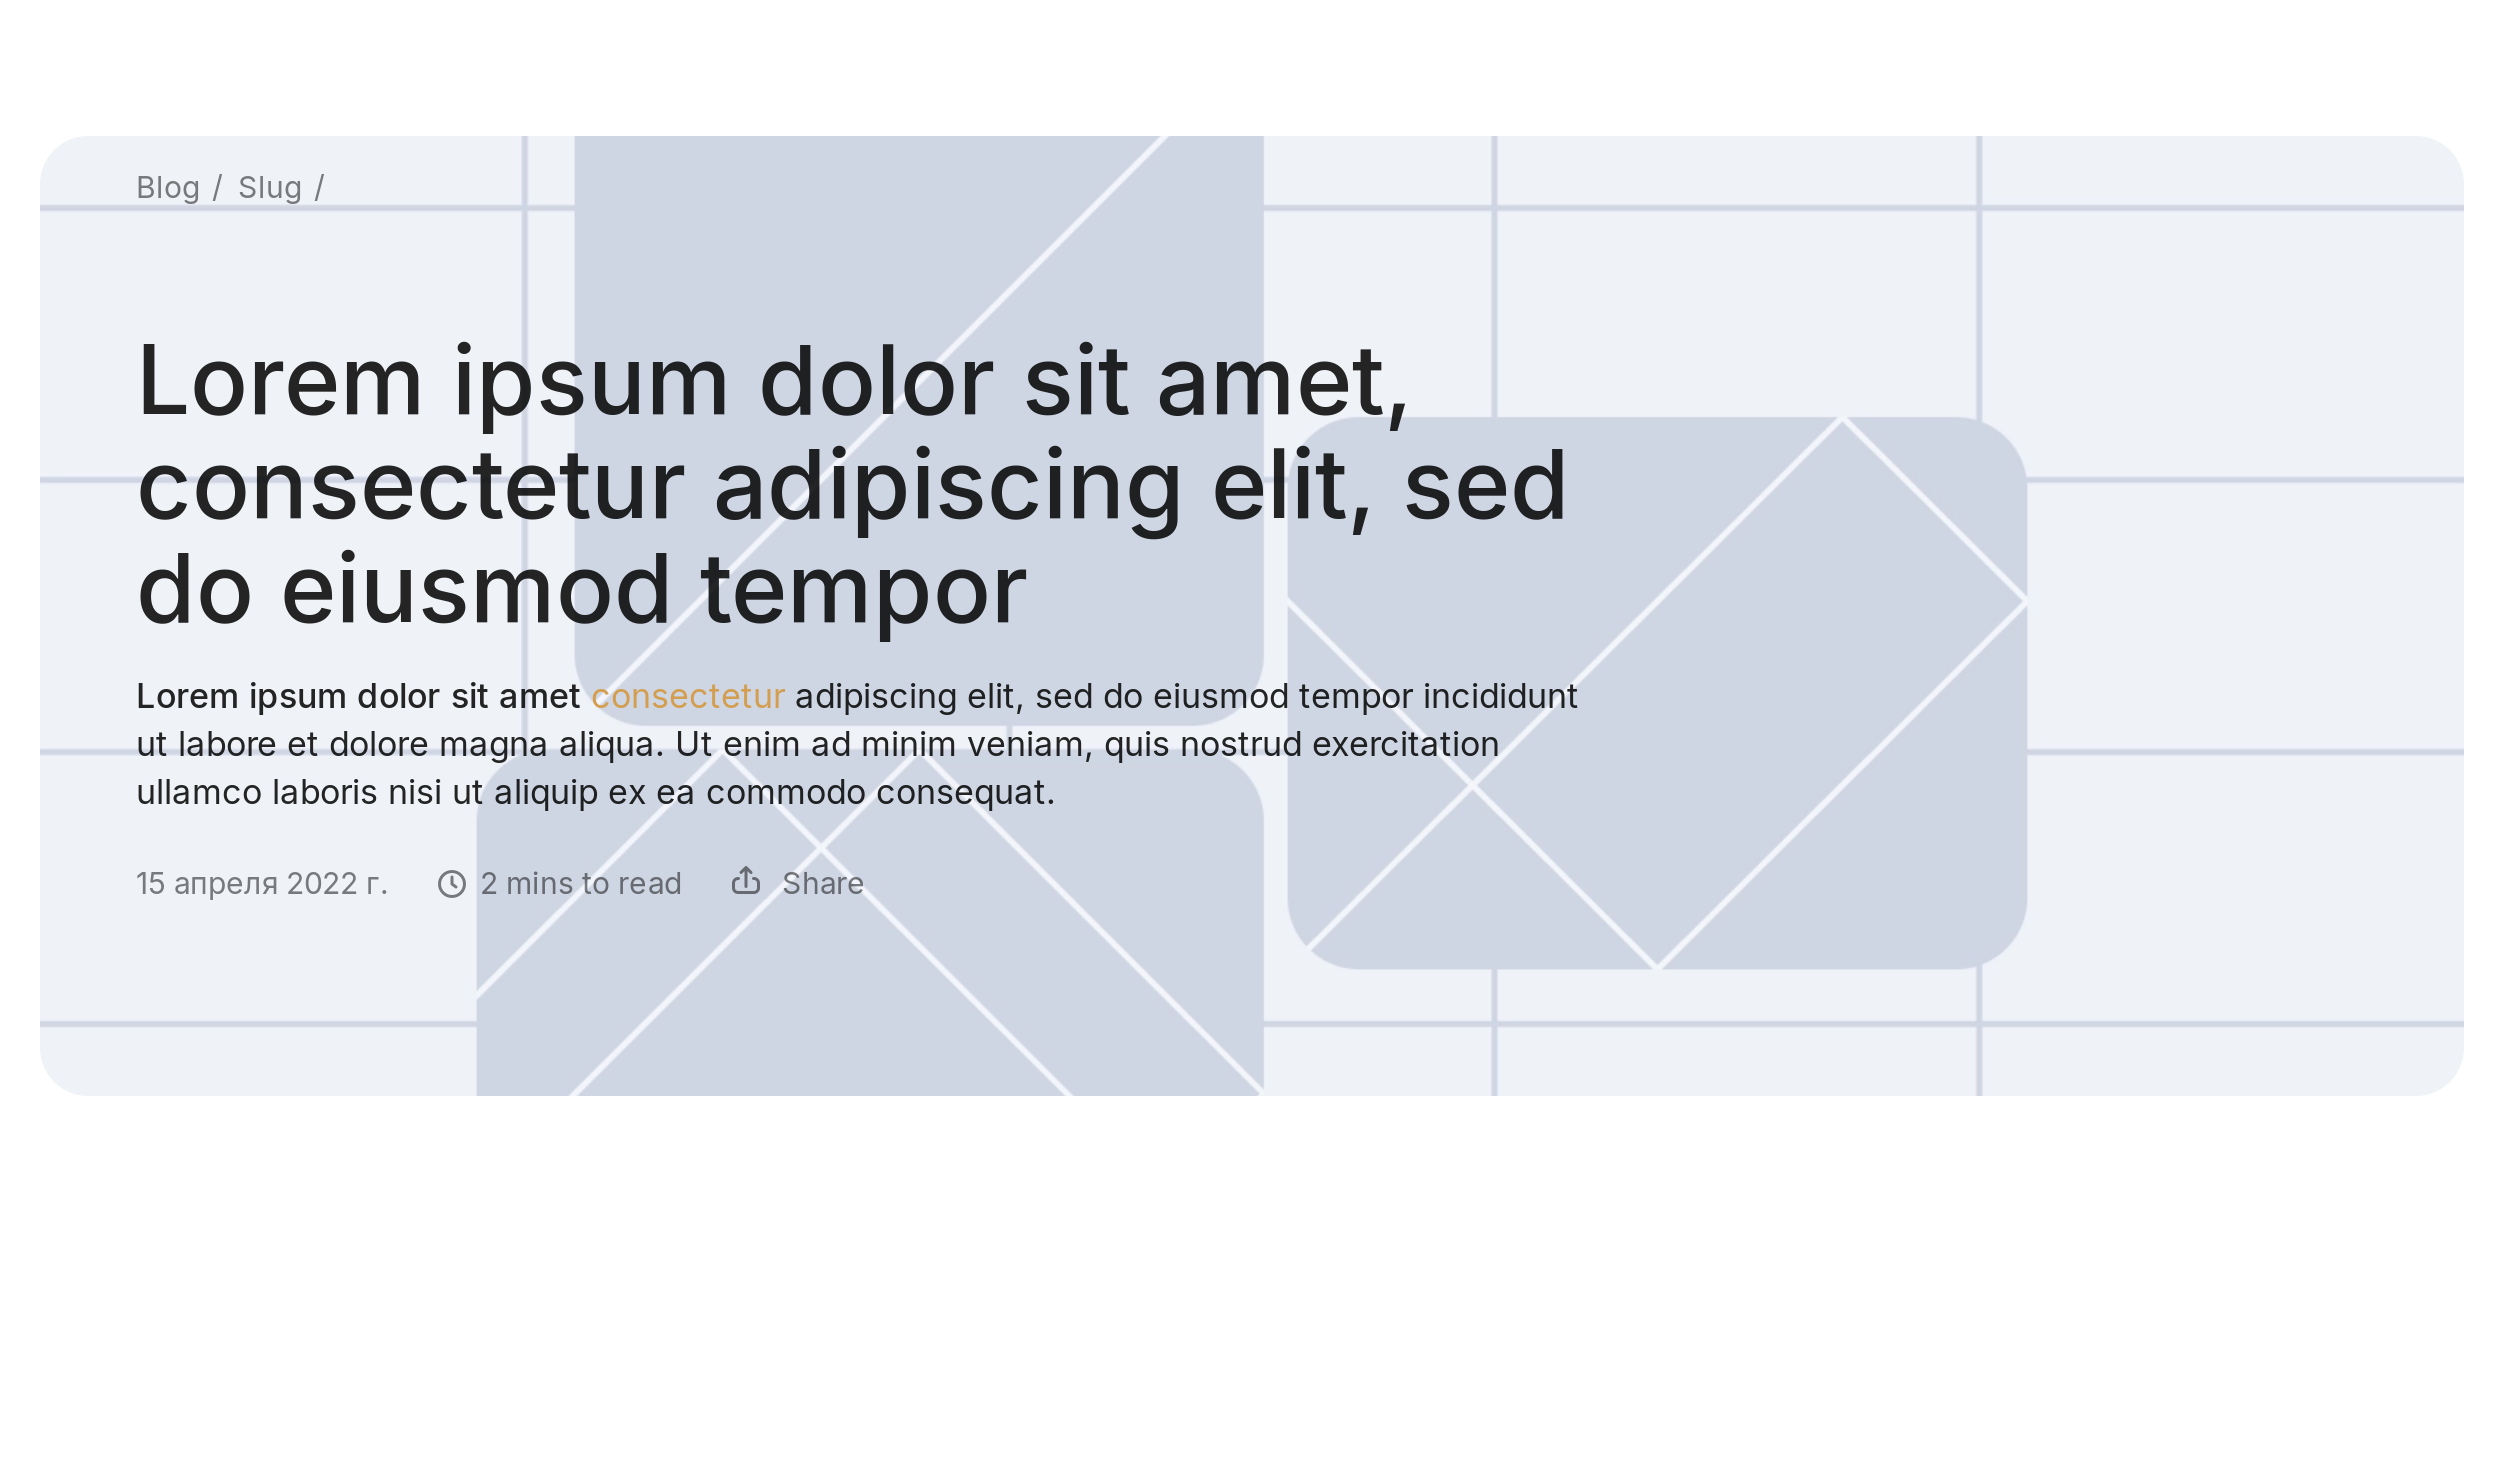 Blog / Slug /
Lorem ipsum dolor sit amet,
consectetur adipiscing elit, sed
do eiusmod tempor
Lorem ipsum dolor sit amet consectetur adipiscing elit, sed do eiusmod tempor incididunt
ut labore et dolore magna aliqua. Ut enim ad minim veniam, quis nostrud exercitation
ullamco laboris nisi ut aliquip ex ea commodo consequat.
15 апреля 2022 г. 2 mins to read Share